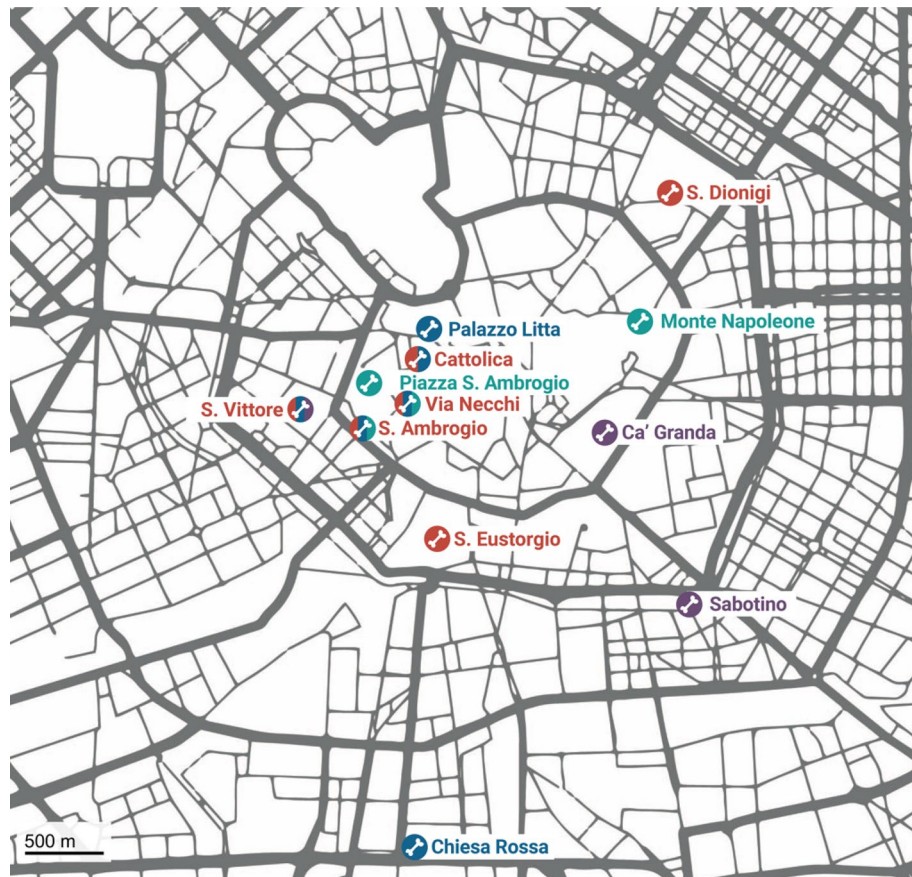 S. Dionigi
Monte Napoleone
Palazzo Litta
Cattolica
Piazza S. Ambrogio
Via Necchi
S. Vittore
S. Ambrogio
Ca' Granda
S. Eustorgio
Sabotino
500 m
Chiesa Rossa